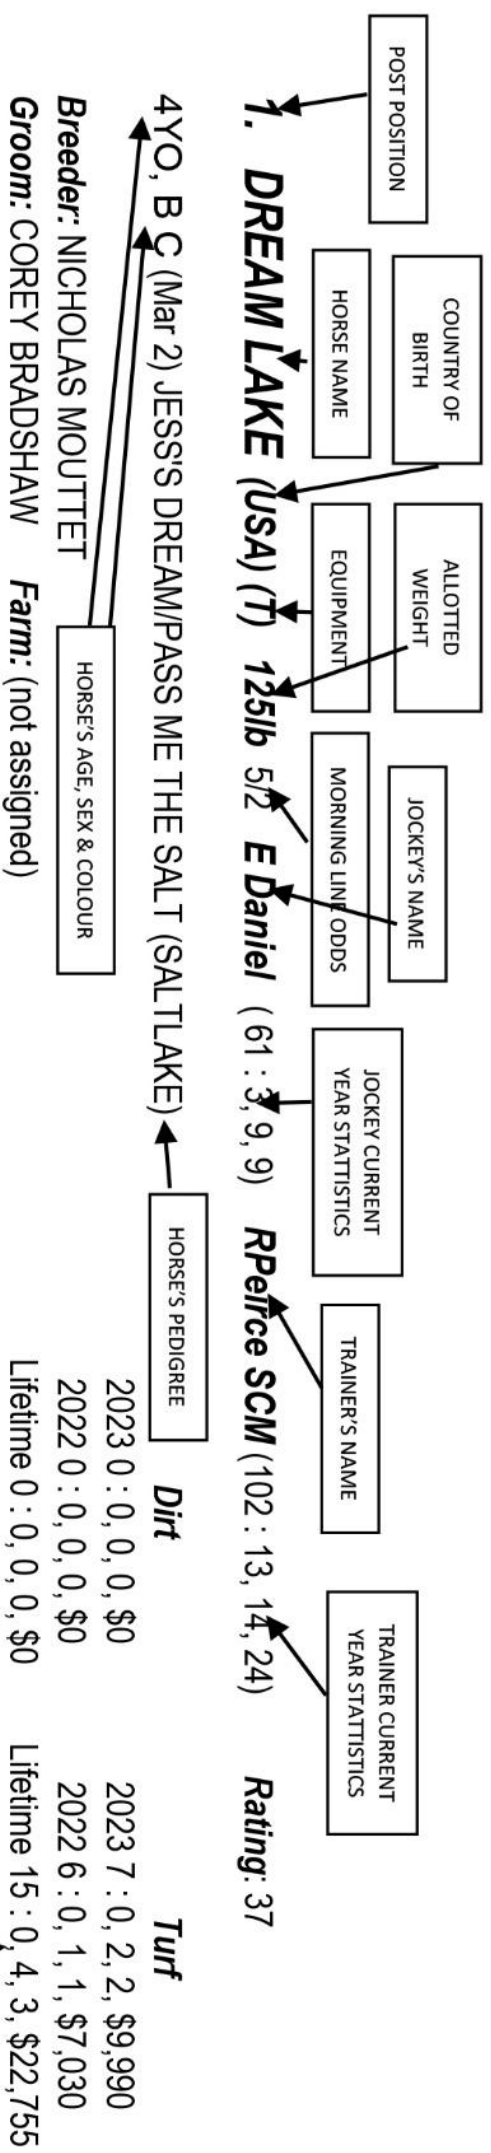 POST POSITION
HORSE NAME
COUNTRY OF
BIRTH
EQUIPMENT
ALLOTTED
WEIGHT
MORNING LINE ODDS
JOCKEY'S NAME
JOCKEY CURRENT
YEAR STATTISTICS
TRAINER'S NAME
TRAINER CURRENT
YEAR STATTISTICS
1. DREAM LAKE (USA) (T) 125lb 5/2 E Daniel ( 61 : 3, 9, 9) RPeirce SCM (102 : 13, 14, 24) Rating: 37
4YO, B C (Mar 2) JESS'S DREAM/PASS ME THE SALT (SALTLAKE)
HORSE'S PEDIGREE
Breeder: NICHOLAS MOUTTET
Groom: COREY BRADSHAW Farm: (not assigned)
HORSE'S AGE, SEX & COLOUR
Dirt
2023 0 : 0, 0, 0, $0
2022 0 : 0, 0, 0, $0
Lifetime 0 : 0, 0, 0, $0
Turf
2023 7 : 0, 2, 2, $9,990
2022 6 : 0, 1, 1, $7,030
Lifetime 15 : 0, 4, 3, $22,755